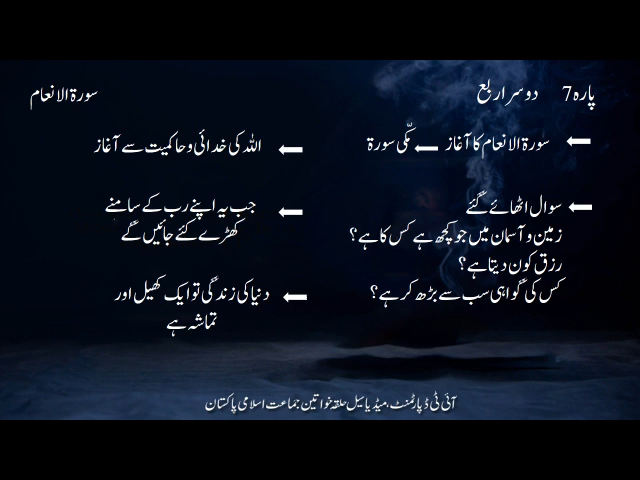 پارہ 7 دوسرا ربع
سورۃ الانعام
سورۃ الانعام کا آغاز ← مکّی سورۃ
اللہ کی خدائی و حاکمیت سے آغاز
سوال اٹھائے گئے
زمین و آسمان میں جو کچھ ہے کس کا ہے؟
رزق کون دیتا ہے؟
کس کی گواہی سب سے بڑھ کر ہے؟
جب یہ اپنے رب کے سامنے
کھڑے کئے جائیں گے
دنیا کی زندگی تو ایک کھیل اور
تماشہ ہے
آئی ٹی ڈپارٹمنٹ، میڈیا سیل حلقہ خواتین جماعت اسلامی پاکستان